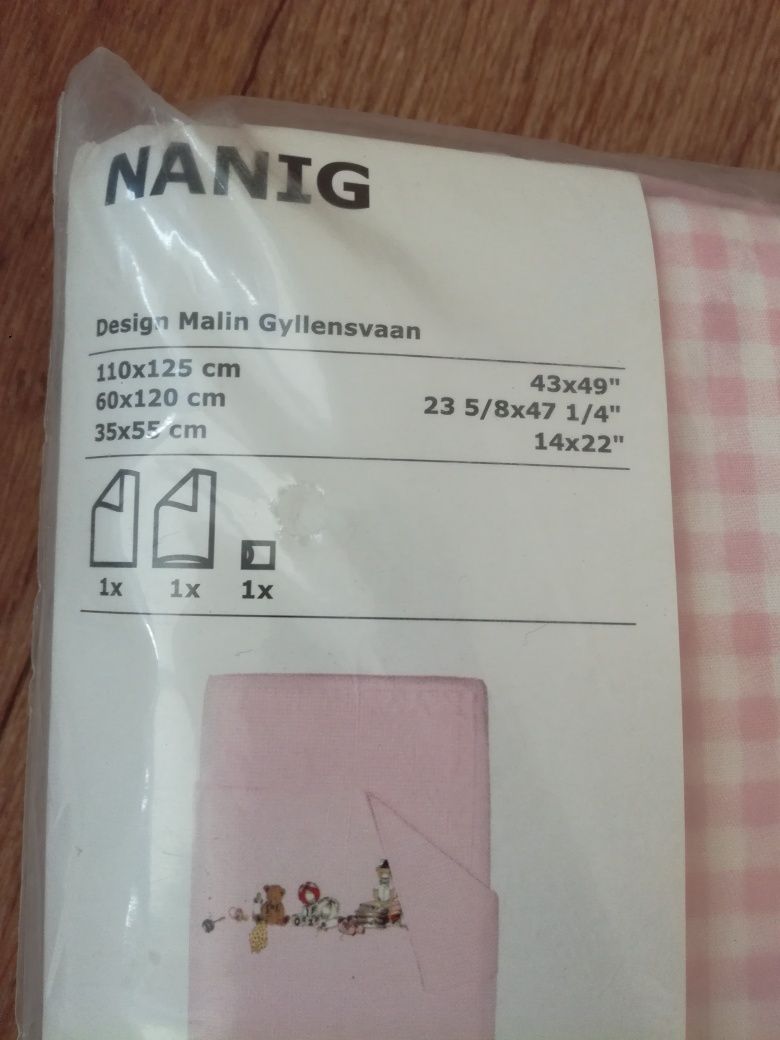 NANIG
Design Malin Gyllensvaan
110x125 cm 43x49"
60x120 cm 23 5/8x47 1/4"
35x55 cm 14x22"
1x 1x 1x